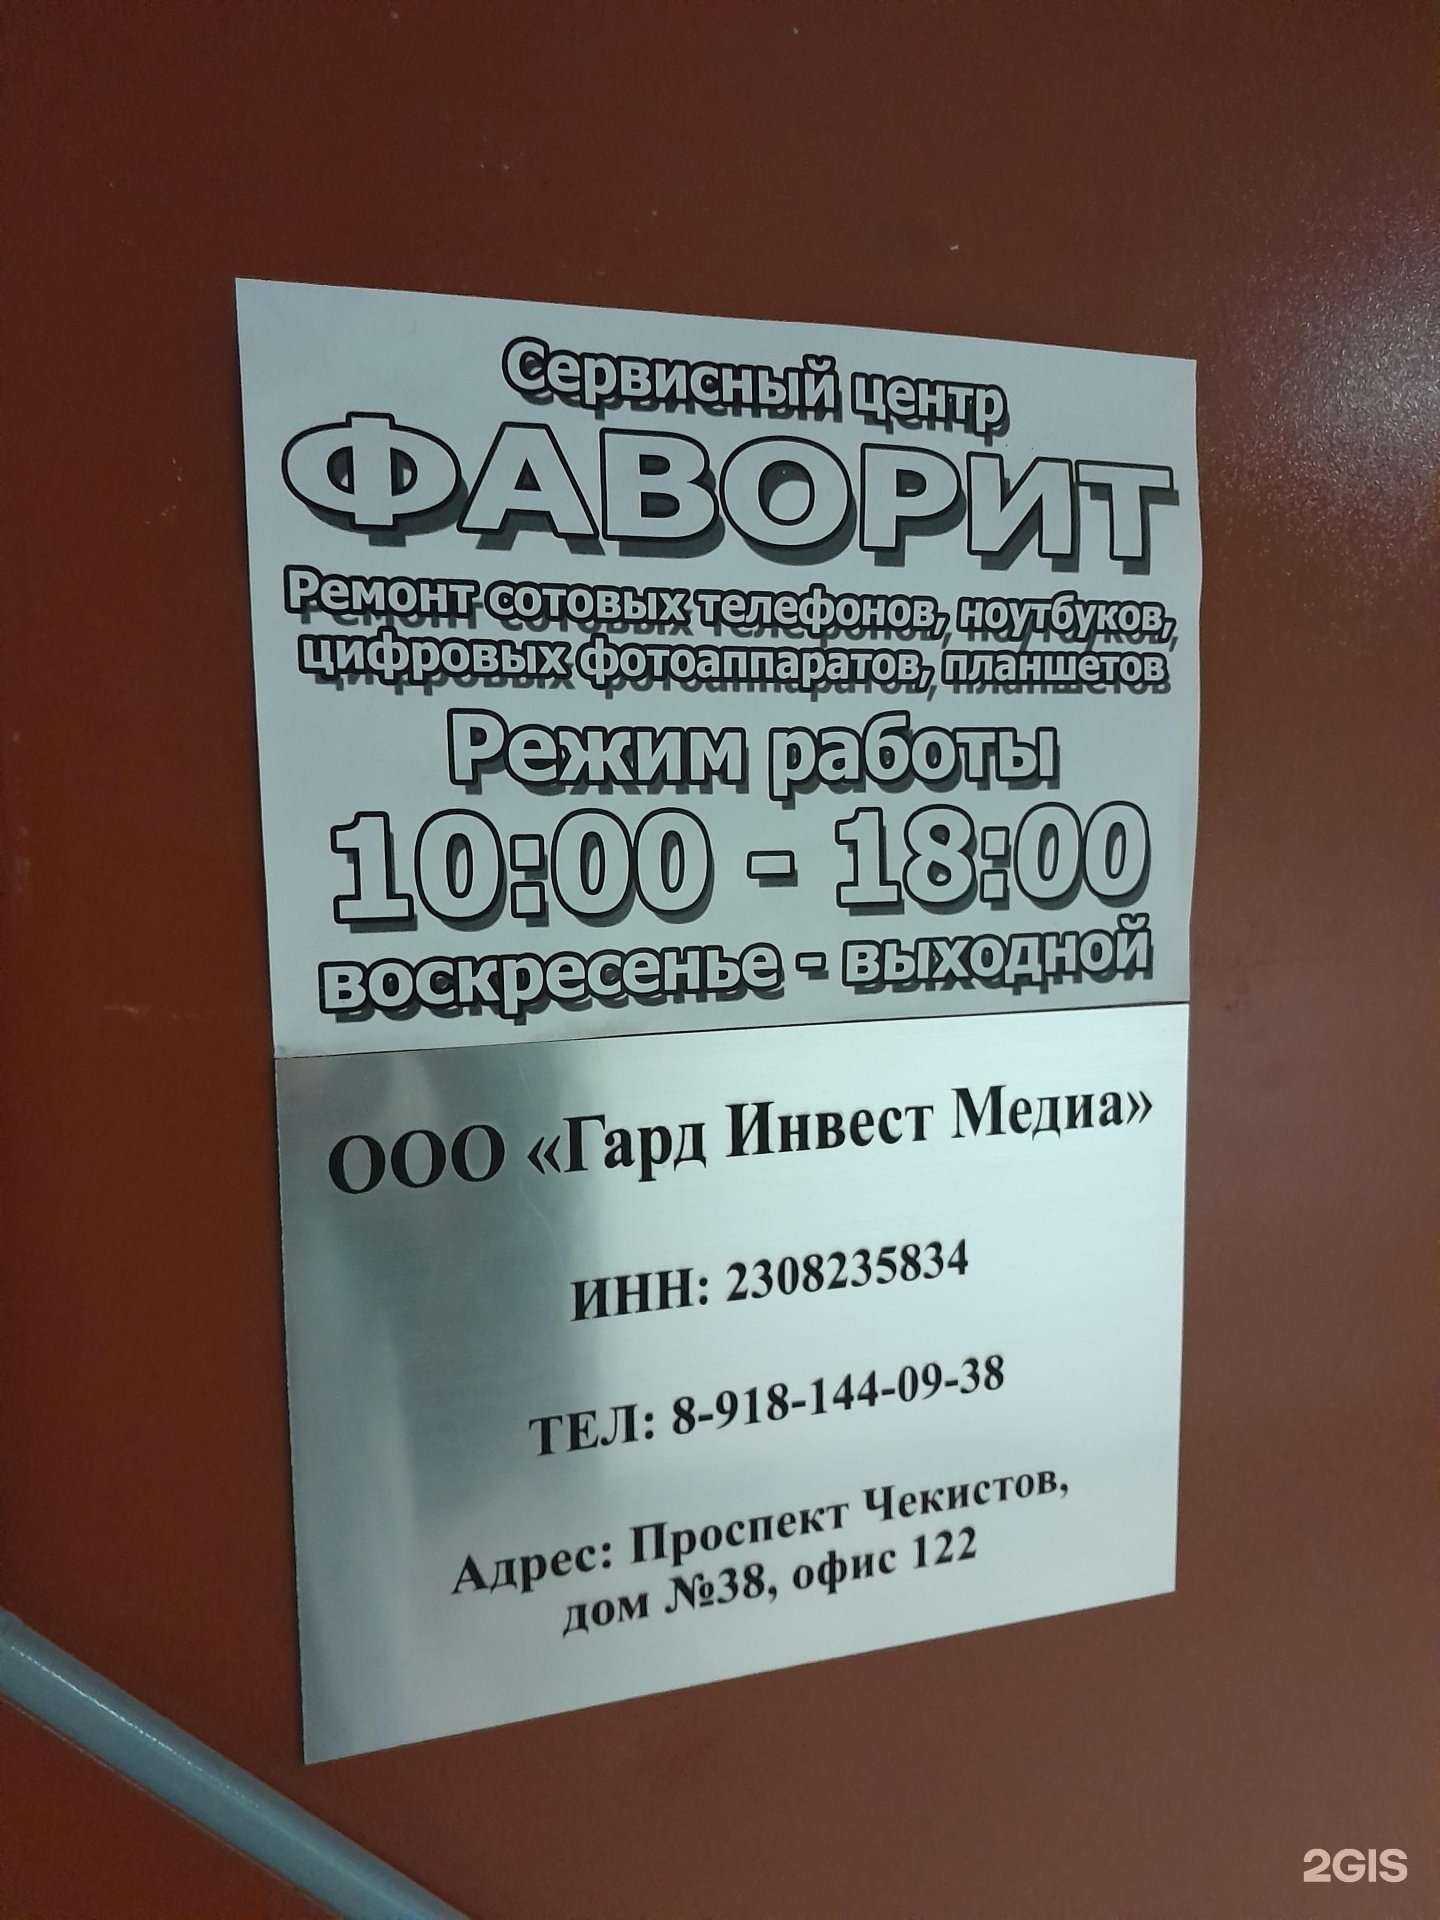 Сервисный центр
ФАВОРИТ
Ремонт сотовых телефонов, ноутбуков,
цифровых фотоаппаратов, планшетов
Режим работы
10:00 - 18:00
воскресенье - выходной
ООО «Гард Инвест Медиа»
ИНН: 2308235834
ТЕЛ: 8-918-144-09-38
Адрес: Проспект Чекистов,
дом №38, офис 122
2GIS